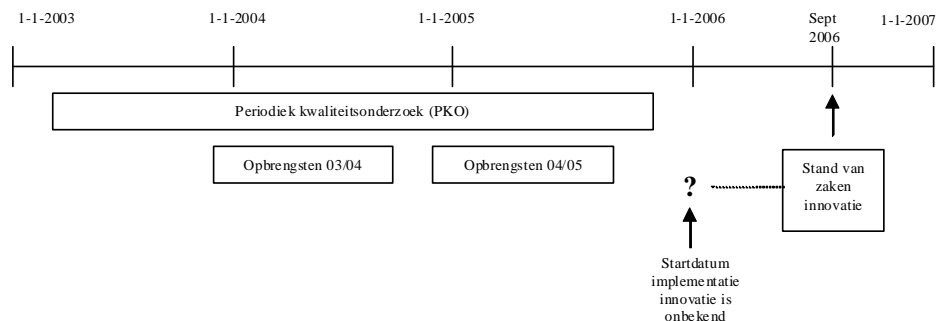 1-1-2003 1-1-2004 1-1-2005 1-1-2006 Sept 1-1-2007
2006
Periodiek kwaliteitsonderzoek (PKO)
Opbrengsten 03/04
Opbrengsten 04/05
?
Stand van
zaken
innovatie
Startdatum
implementatie
innovatie is
onbekend